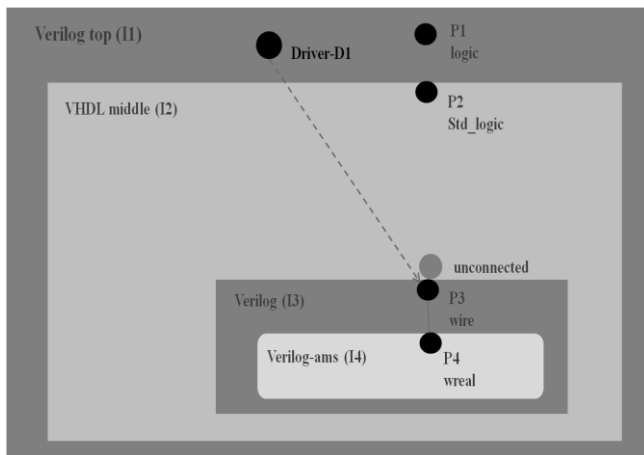 Verilog top (I1)
P1
logic
Driver-D1
VHDL middle (I2)
P2
Std_logic
unconnected
Verilog (I3)
P3
wire
Verilog-ams (I4)
P4
wreal